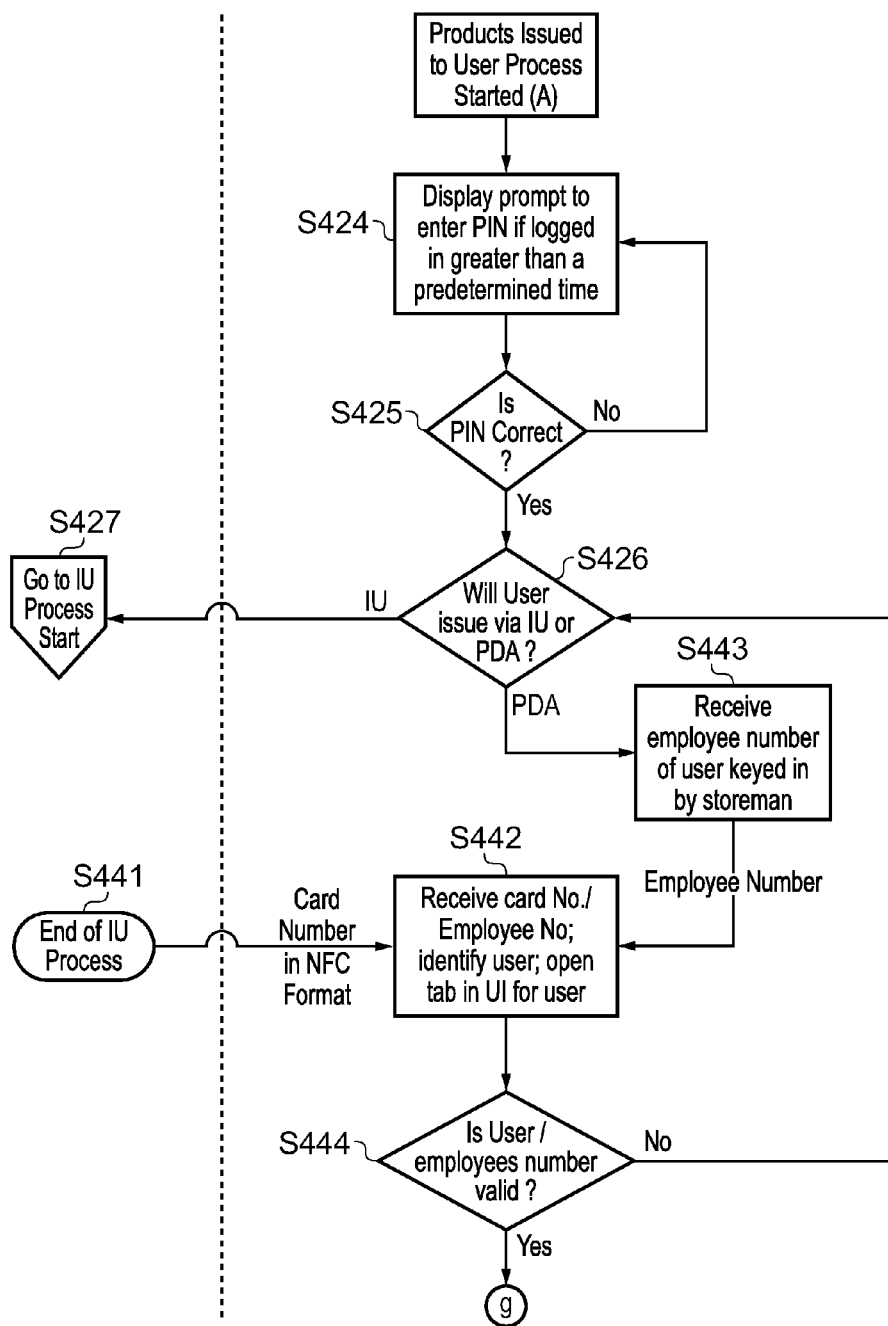 Products Issued
to User Process
Started (A)
S424
Display prompt to
enter PIN if logged
in greater than a
predetermined time
S425
Is
PIN Correct
?
No
Yes
S427
Go to IU
Process
Start
IU
S426
Will User
issue via IU or
PDA ?
PDA
S443
Receive
employee number
of user keyed in
by storeman
Employee Number
S441
End of IU
Process
Card
Number
in NFC
Format
S442
Receive card No./
Employee No;
identify user; open
tab in UI for user
S444
Is User /
employees number
valid ?
No
Yes
g